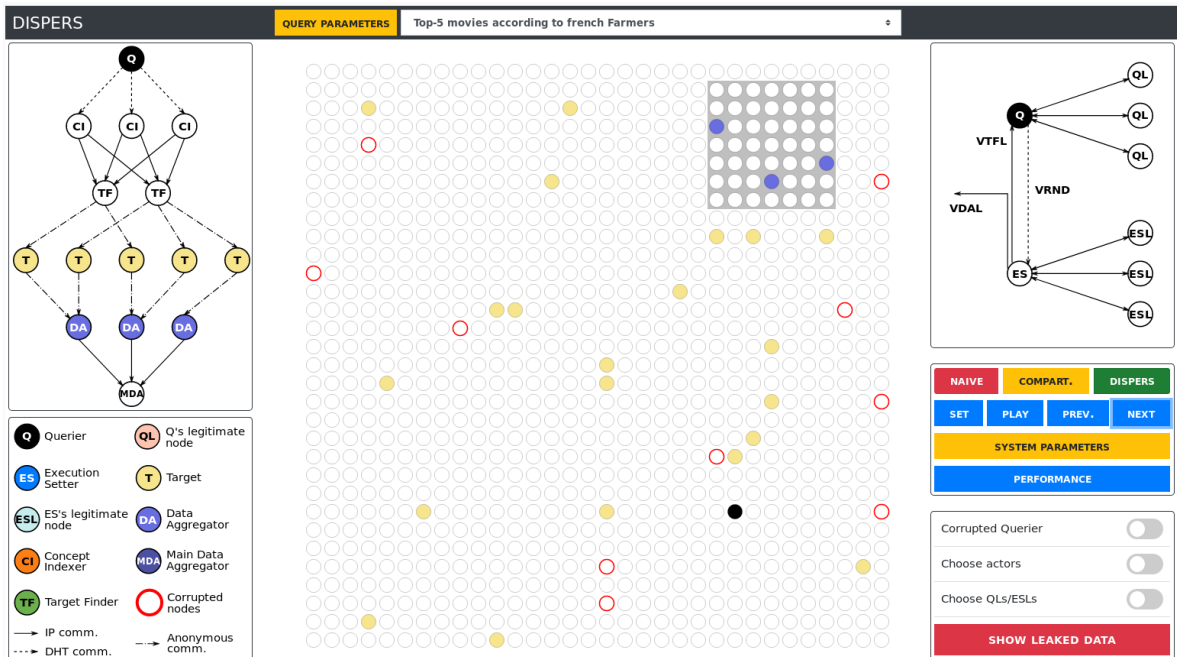 DISPERS
QUERY PARAMETERS
Top-5 movies according to french Farmers
Q
CI CI CI
TF TF
T T T T T
DA DA DA
MDA
Q Querier
QL Q's legitimate
node
ES Execution
Setter
T Target
ESL ES's legitimate
node
DA Data
Aggregator
CI Concept
Indexer
MDA Main Data
Aggregator
TF Target Finder
Corrupted
nodes
IP comm.
DHT comm.
Anonymous
comm.
QL
Q
QL
VTFL
QL
VRND
VDAL
ESL
ES
ESL
ESL
NAIVE COMPART. DISPERS
SET PLAY PREV. NEXT
SYSTEM PARAMETERS
PERFORMANCE
Corrupted Querier
Choose actors
Choose QLs/ESLs
SHOW LEAKED DATA